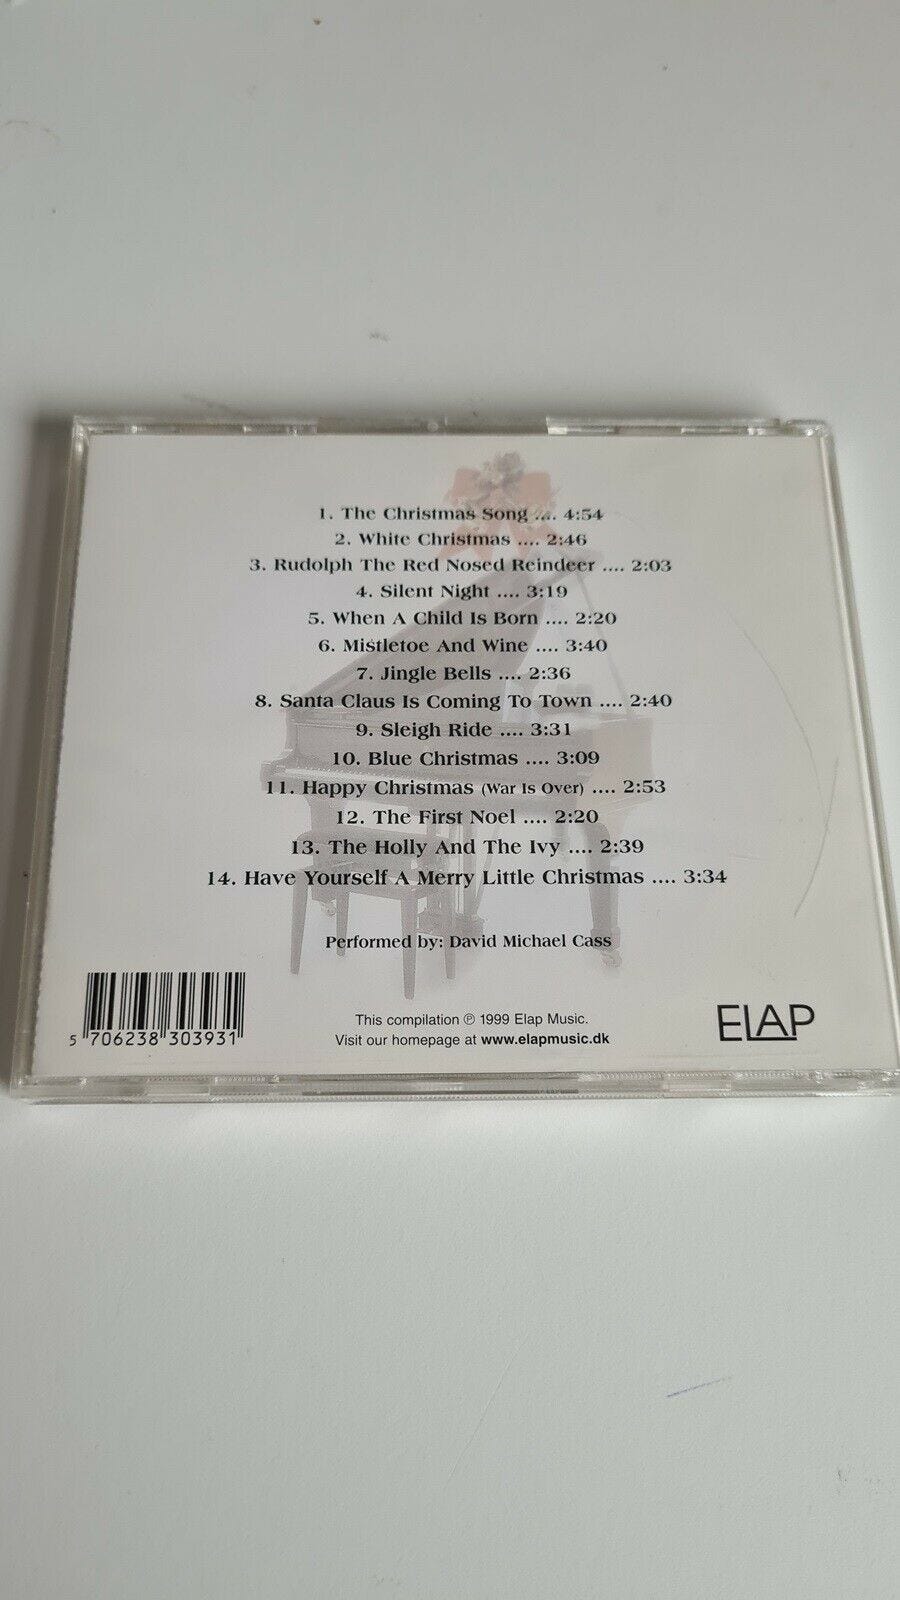 1. The Christmas Song .... 4:54
2. White Christmas .... 2:46
3. Rudolph The Red Nosed Reindeer .... 2:03
4. Silent Night .... 3:19
5. When A Child Is Born .... 2:20
6. Mistletoe And Wine .... 3:40
7. Jingle Bells .... 2:36
8. Santa Claus Is Coming To Town .... 2:40
9. Sleigh Ride .... 3:31
10. Blue Christmas .... 3:09
11. Happy Christmas (War Is Over) .... 2:53
12. The First Noel .... 2:20
13. The Holly And The Ivy .... 2:39
14. Have Yourself A Merry Little Christmas .... 3:34
Performed by: David Michael Cass
This compilation ℗ 1999 Elap Music.
Visit our homepage at www.elapmusic.dk
5 706238 303931
ELAP